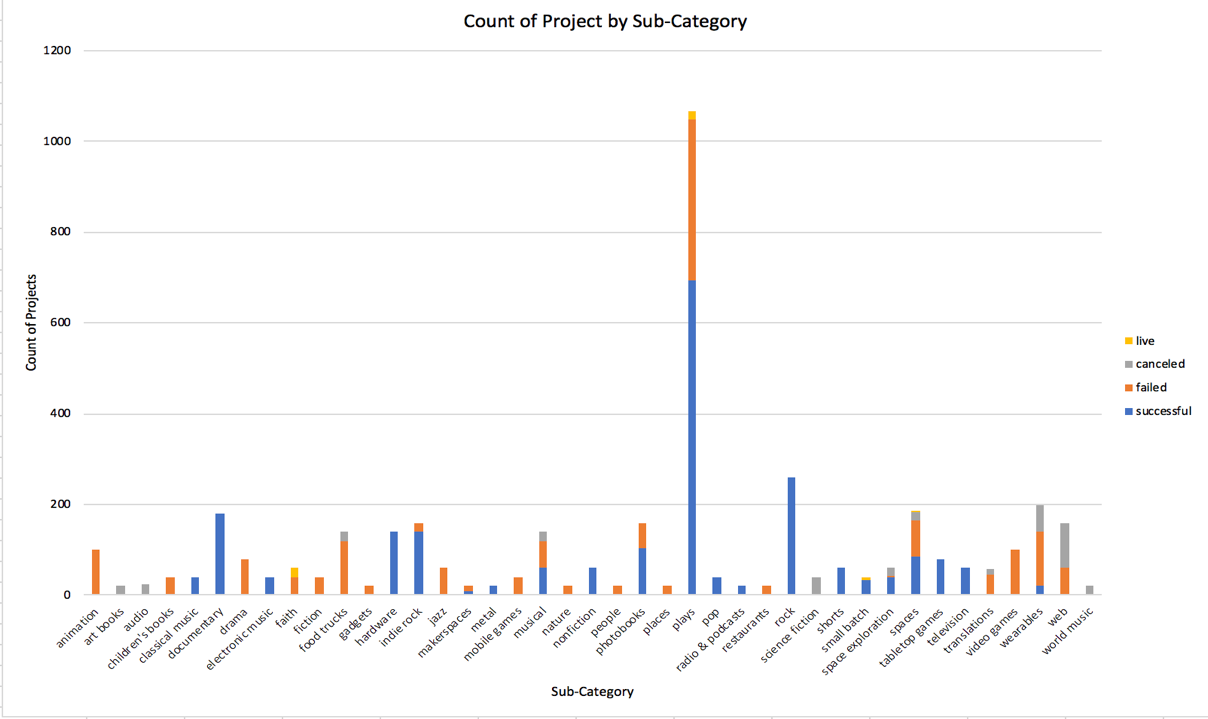 Count of Project by Sub-Category
1200
1000
800
600
400
200
0
Count of Projects
animation
art books
audio
children's books
classical music
documentary
drama
electronic music
faith
fiction
food trucks
gadgets
hardware
indie rock
jazz
makerspaces
metal
mobile games
musical
nature
nonfiction
people
photobooks
places
plays
pop
radio & podcasts
restaurants
rock
science fiction
shorts
small batch
space exploration
spaces
tabletop games
television
translations
video games
wearables
web
world music
Sub-Category
live
canceled
failed
successful